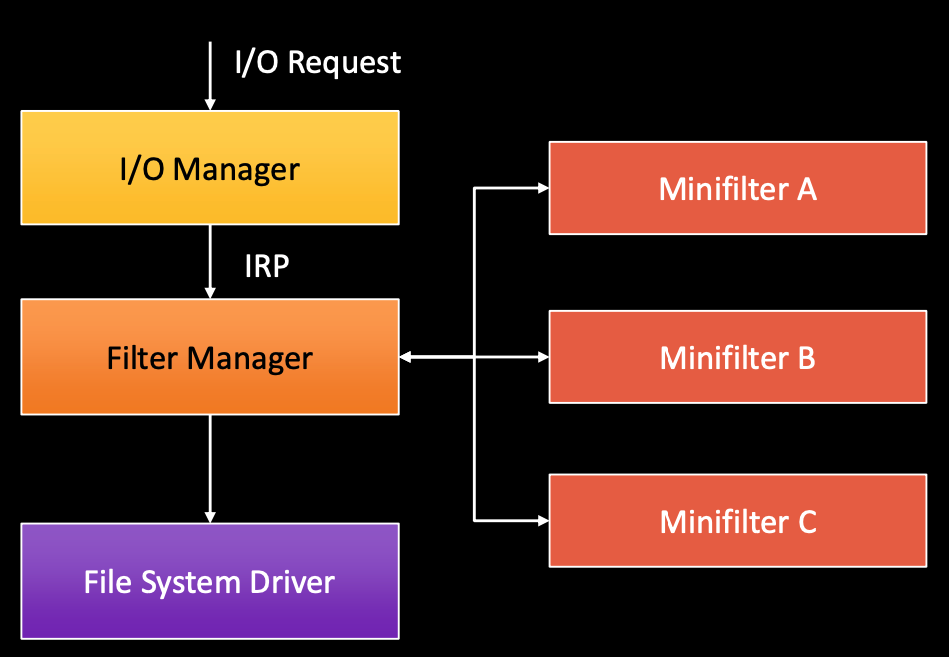 I/O Request
I/O Manager
IRP
Filter Manager
File System Driver
Minifilter A
Minifilter B
Minifilter C